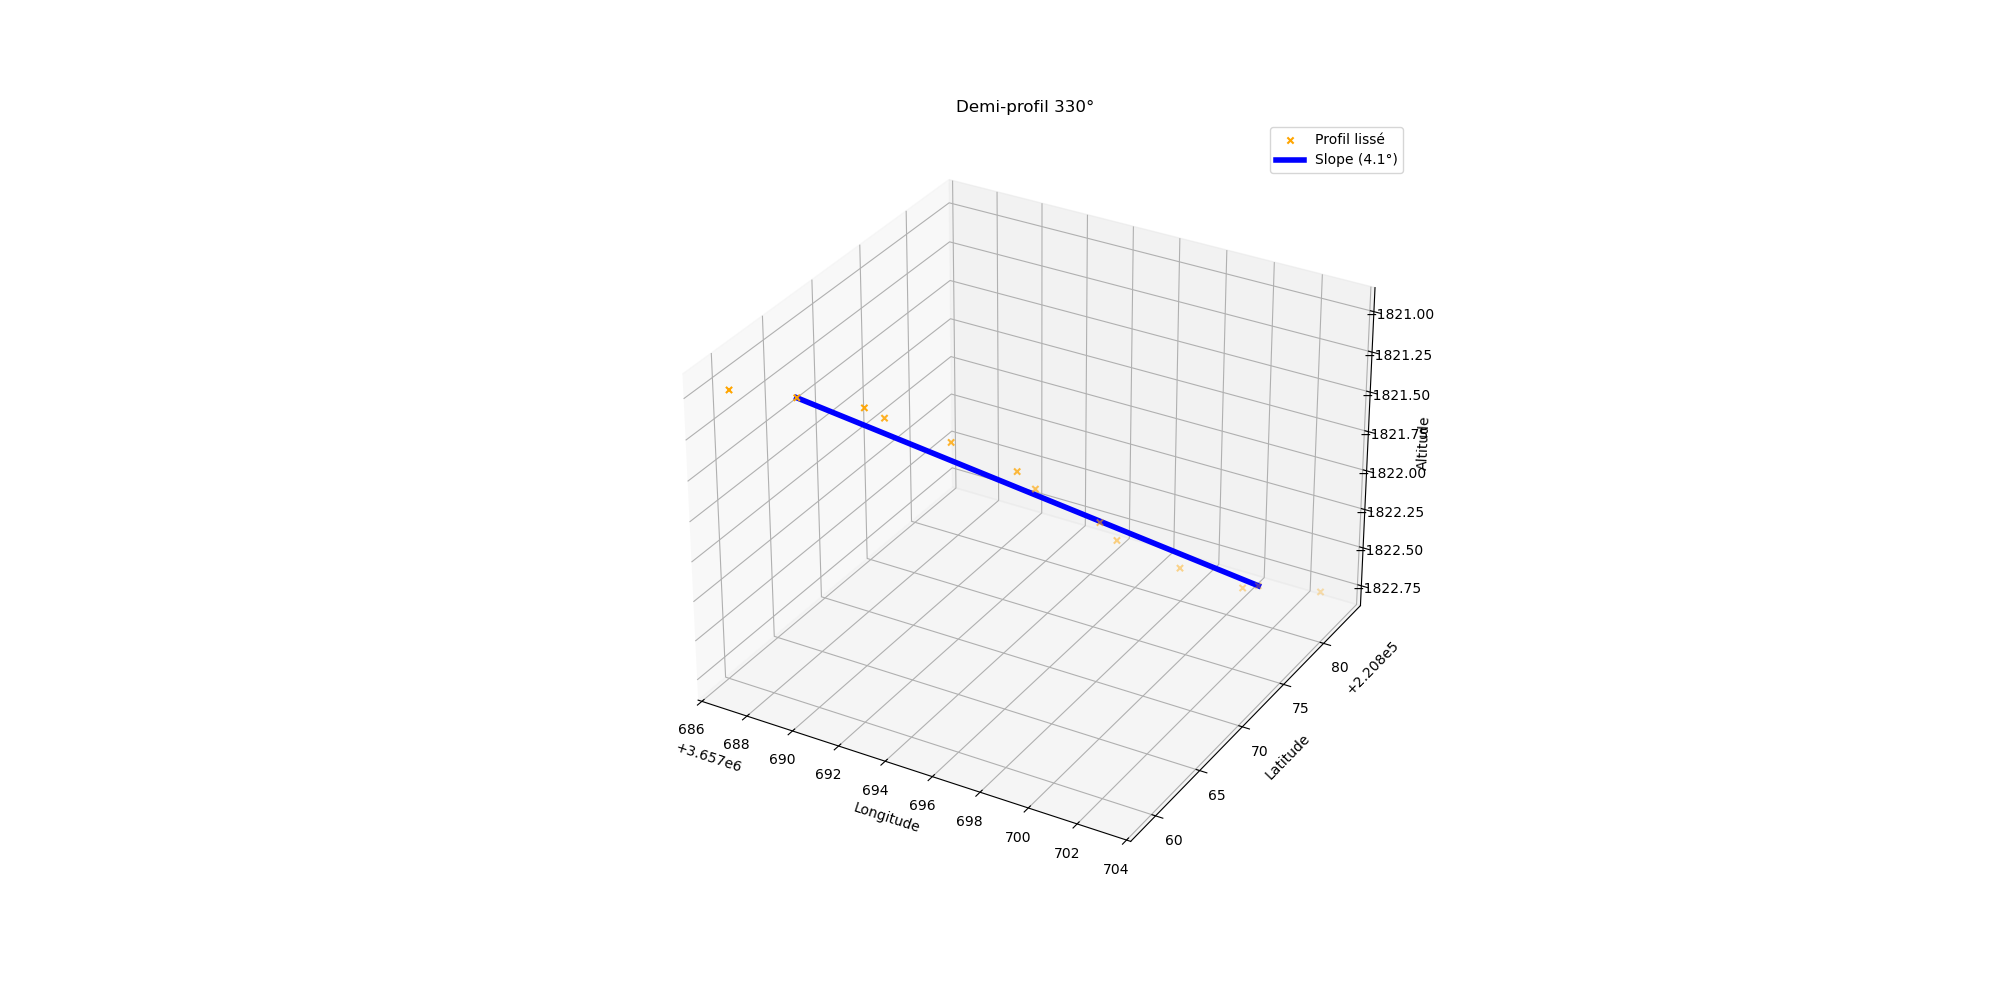 Demi-profil 330°
Profil lissé
Slope (4.1°)
−1821.00
−1821.25
−1821.50
−1821.75
−1822.00
−1822.25
−1822.50
−1822.75
Altitude
80
75
70
65
60
+2.208e5
Latitude
686
688
690
692
694
696
698
700
702
704
+3.657e6
Longitude